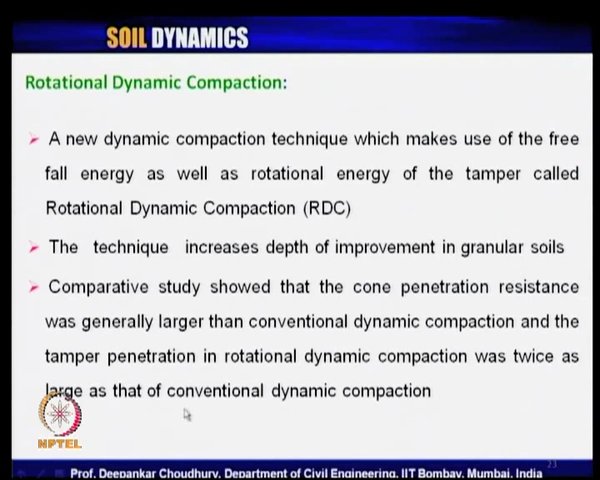 SOIL DYNAMICS
Rotational Dynamic Compaction:
A new dynamic compaction technique which makes use of the free
fall energy as well as rotational energy of the tamper called
Rotational Dynamic Compaction (RDC)
The technique increases depth of improvement in granular soils
Comparative study showed that the cone penetration resistance
was generally larger than conventional dynamic compaction and the
tamper penetration in rotational dynamic compaction was twice as
large as that of conventional dynamic compaction
NPTEL
23
Prof. Deepankar Choudhury, Department of Civil Engineering, IIT Bombay, Mumbai, India